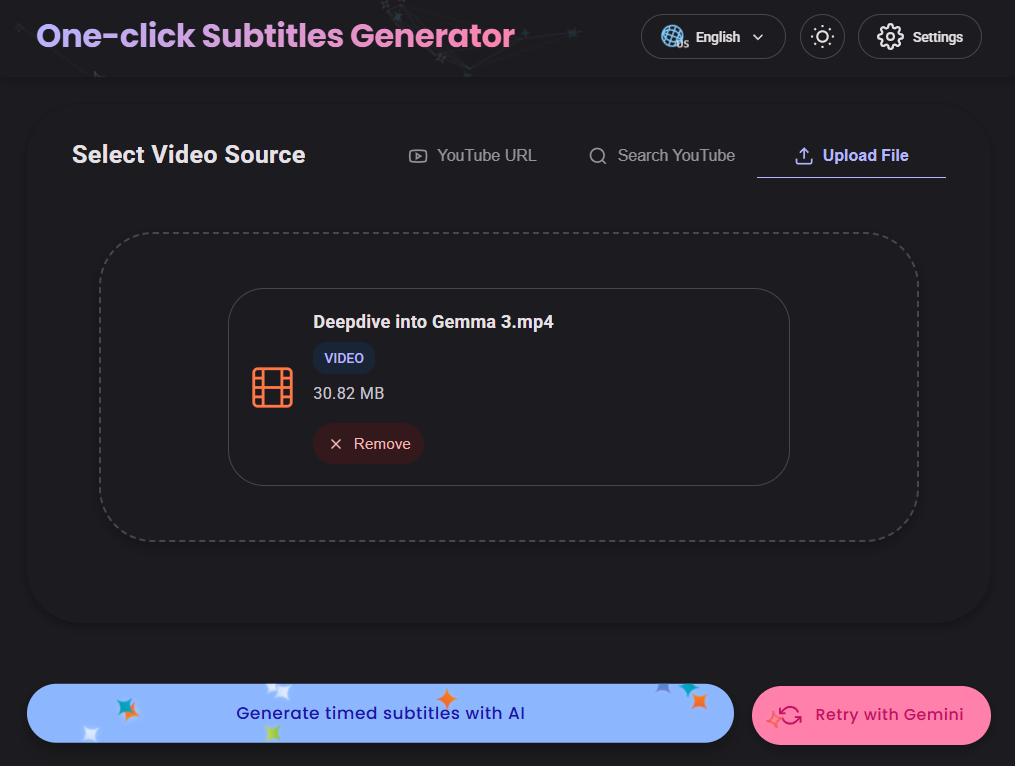 One-click Subtitles Generator
US English
Settings
Select Video Source
YouTube URL
Search YouTube
Upload File
Deepdive into Gemma 3.mp4
VIDEO
30.82 MB
Remove
Generate timed subtitles with AI
Retry with Gemini